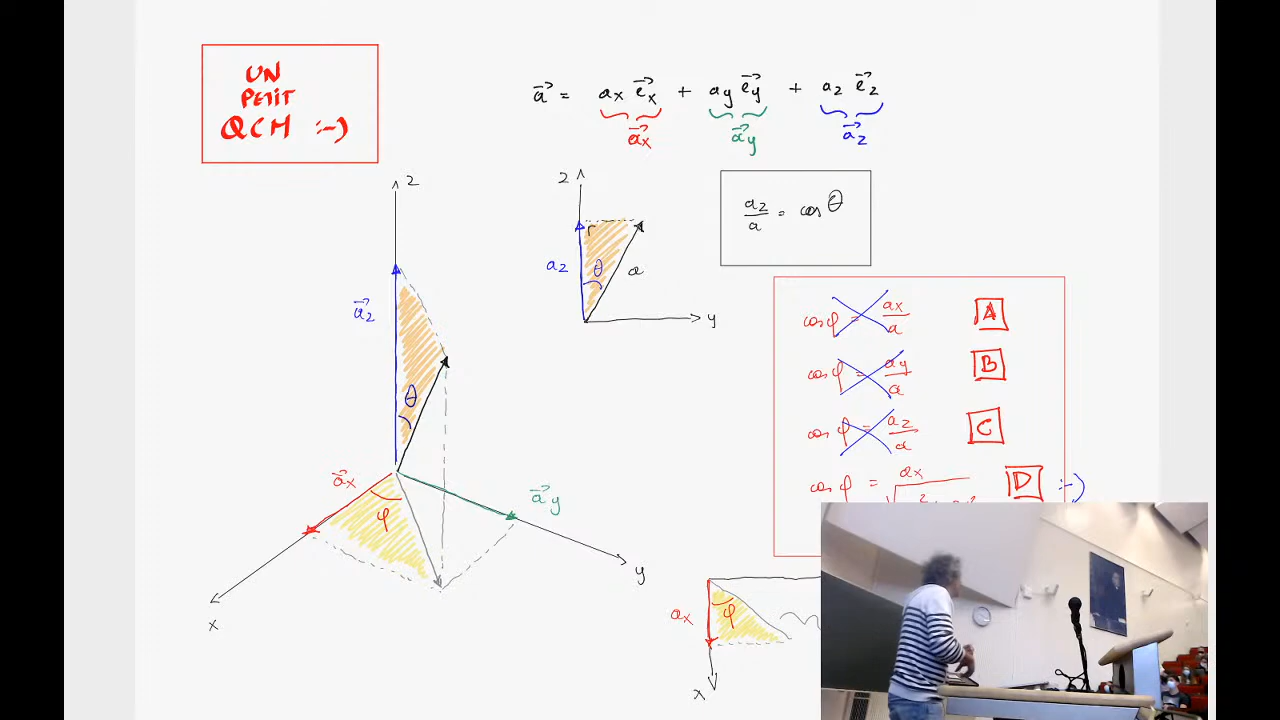 UN
PETIT
QCM :-)
a⃗ = ax e⃗x + ay e⃗y + az e⃗z
a⃗x a⃗y a⃗z
z
a⃗z
θ
a⃗x
φ
a⃗y
x
y
z
az
θ
a
y
az/a = cos θ
cos φ = ax/a A
cos φ = ay/a B
cos φ = az/a C
cos φ = ax/√ D :-)
ax
φ
x